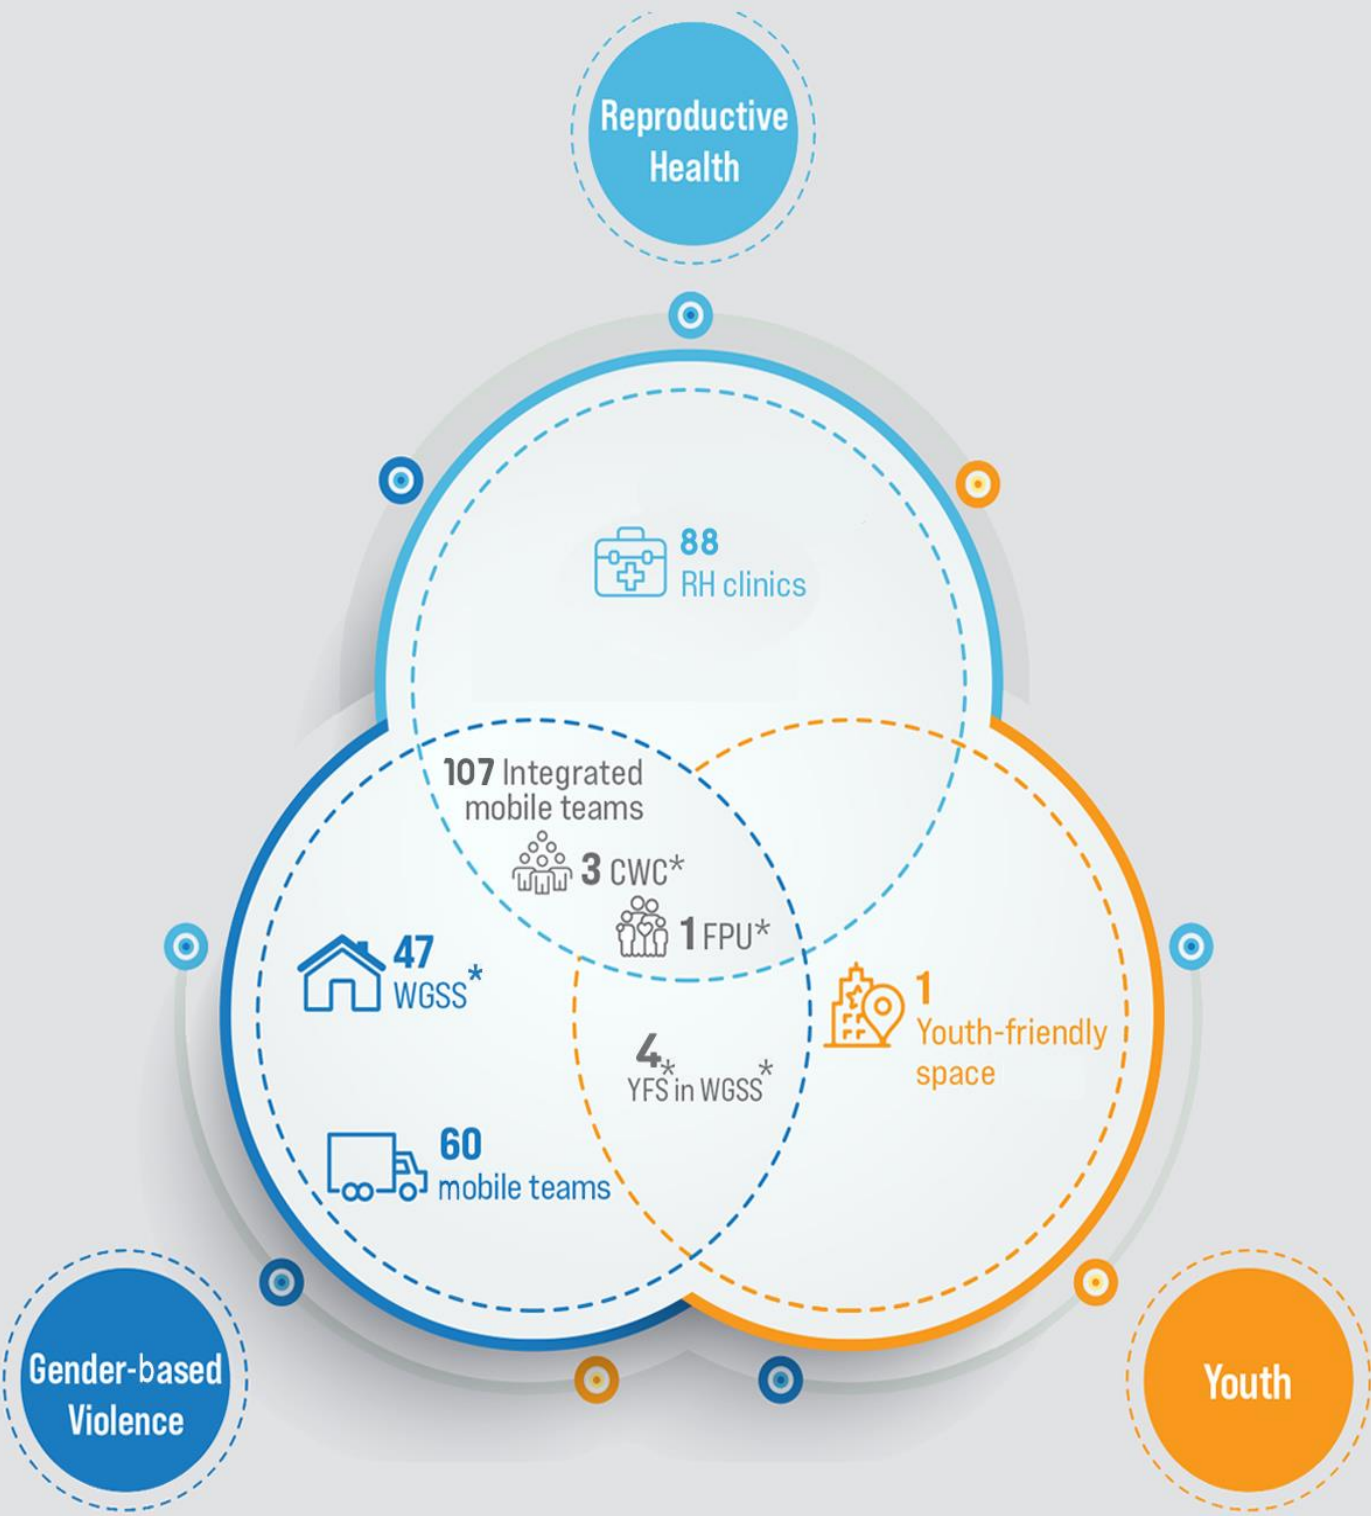 Reproductive
Health
88
RH clinics
107 Integrated
mobile teams
3 CWC*
1 FPU*
47
WGSS*
1
Youth-friendly
space
4*
YFS in WGSS*
60
mobile teams
Gender-based
Violence
Youth